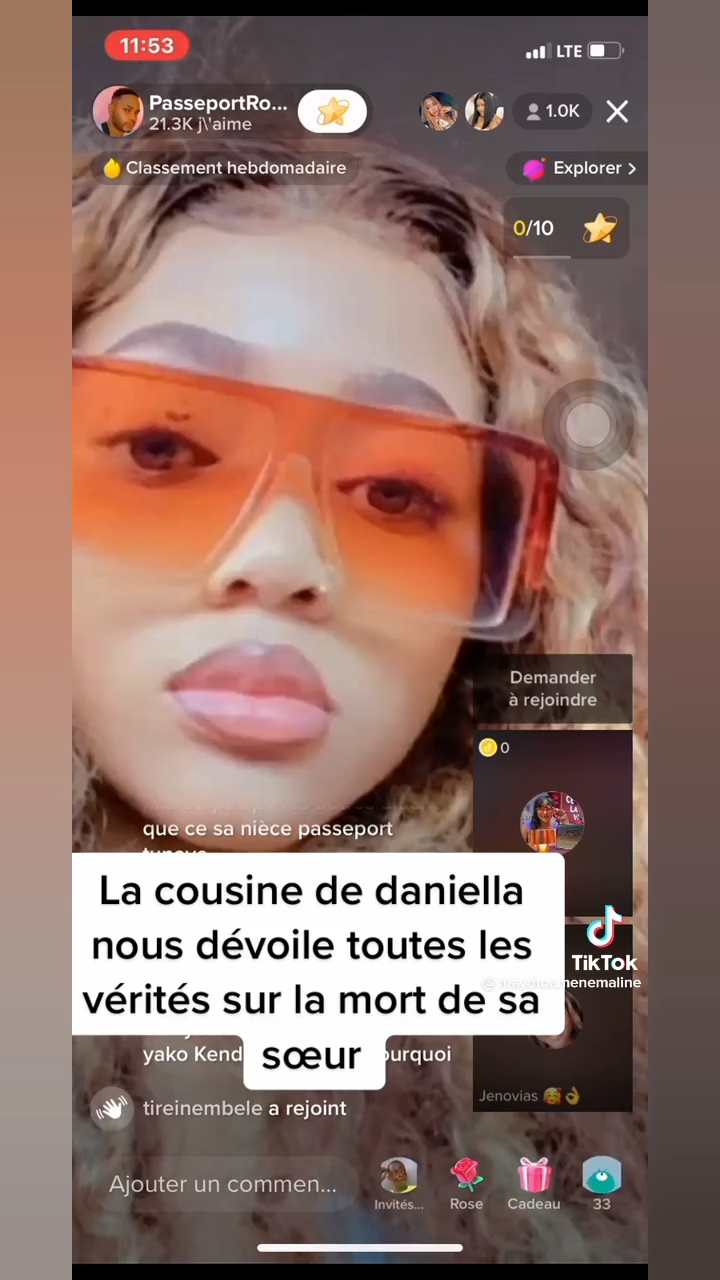 11:53
LTE
PasseportRo...
21.3K j\'aime
1.0K
Classement hebdomadaire
Explorer >
0/10
Demander
à rejoindre
0
que ce sa nièce passeport
La cousine de daniella
nous dévoile toutes les
vérités sur la mort de sa
sœur
TikTok
yako Kend
ourquoi
Jenovias
tireinembele a rejoint
Ajouter un commen...
Invités...
Rose
Cadeau
33